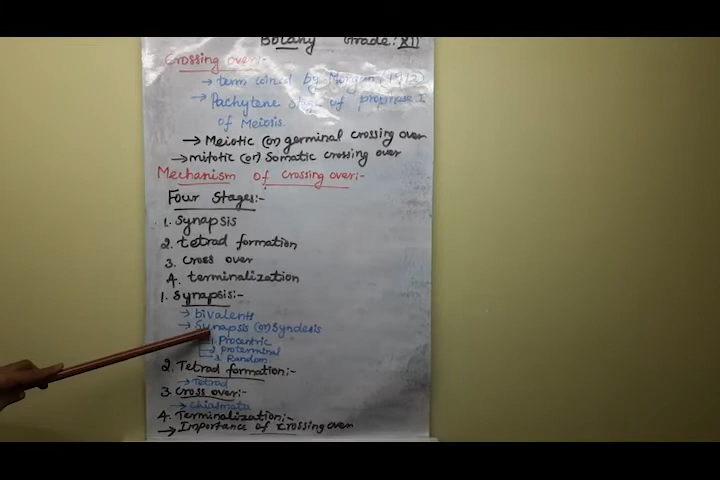 Botany Grade: XII
Crossing over:-
→ term coined by Morgan (1912)
→ Pachytene stage of prophase I
of Meiosis.
→ Meiotic (or) germinal crossing over
→ mitotic (or) Somatic crossing over
Mechanism of crossing over:-
Four Stages:-
1. Synapsis
2. tetrad formation
3. cross over
4. terminalization
1. Synapsis:-
→ bivalents
→ Synapsis (or) Syndesis
1. Procentric
2. Proterminal
3. Random
2. Tetrad formation:-
→ Tetrad
3. cross over:-
→ chiasmata
4. Terminalization:-
→ Importance of crossing over